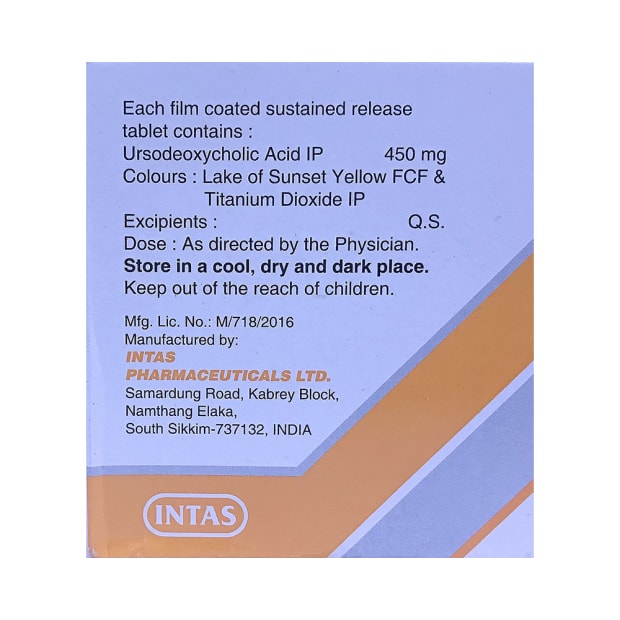 Each film coated sustained release
tablet contains :
Ursodeoxycholic Acid IP 450 mg
Colours : Lake of Sunset Yellow FCF &
Titanium Dioxide IP
Excipients : Q.S.
Dose : As directed by the Physician.
Store in a cool, dry and dark place.
Keep out of the reach of children.
Mfg. Lic. No.: M/718/2016
Manufactured by:
INTAS
PHARMACEUTICALS LTD.
Samardung Road, Kabrey Block,
Namthang Elaka,
South Sikkim-737132, INDIA
INTAS